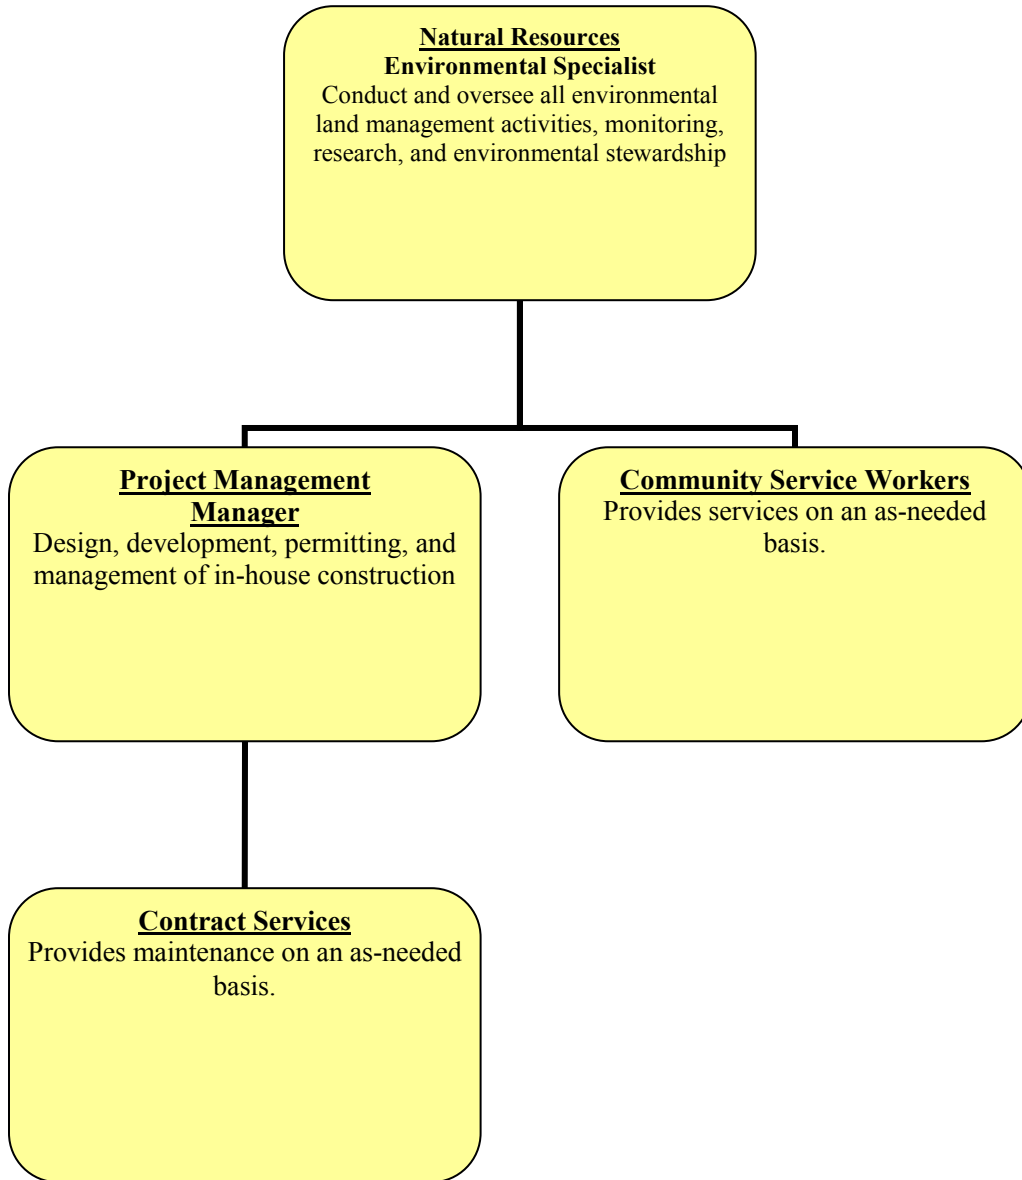 Natural Resources
Environmental Specialist
Conduct and oversee all environmental
land management activities, monitoring,
research, and environmental stewardship
Project Management
Manager
Design, development, permitting, and
management of in-house construction
Community Service Workers
Provides services on an as-needed
basis.
Contract Services
Provides maintenance on an as-needed
basis.